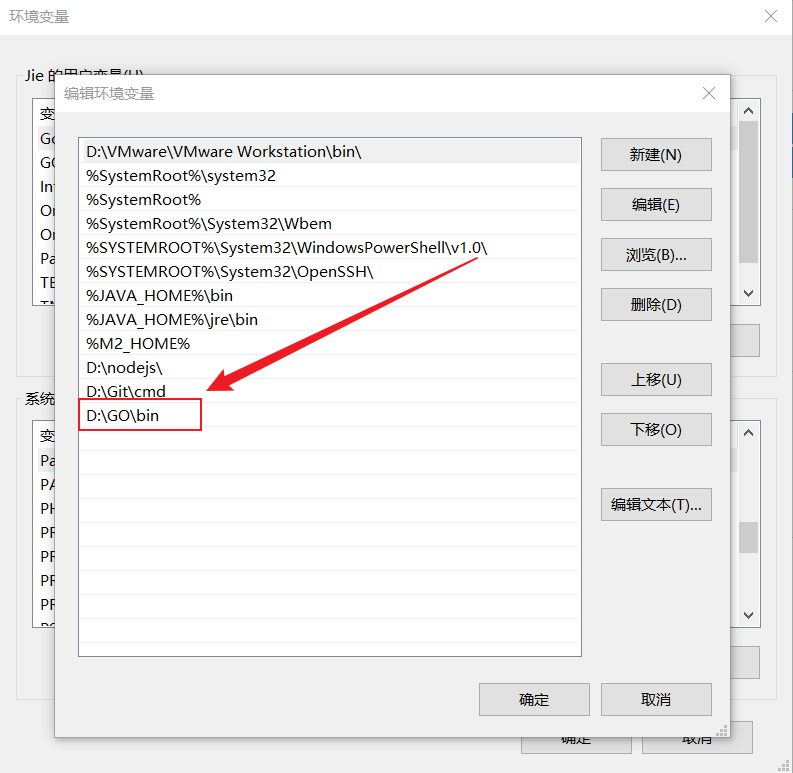 环境变量
Jie 的用户变量(U)
编辑环境变量
变
Go
GO
Int
On
On
Pa
TE
D:\VMware\VMware Workstation\bin\
%SystemRoot%\system32
%SystemRoot%
%SystemRoot%\System32\Wbem
%SYSTEMROOT%\System32\WindowsPowerShell\v1.0\
%SYSTEMROOT%\System32\OpenSSH\
%JAVA_HOME%\bin
%JAVA_HOME%\jre\bin
%M2_HOME%
D:\nodejs\
D:\Git\cmd
D:\GO\bin
新建(N)
编辑(E)
浏览(B)...
删除(D)
上移(U)
下移(O)
编辑文本(T)...
系统
变
Pa
PA
PH
PR
PR
PR
PR
确定
取消
确定
取消